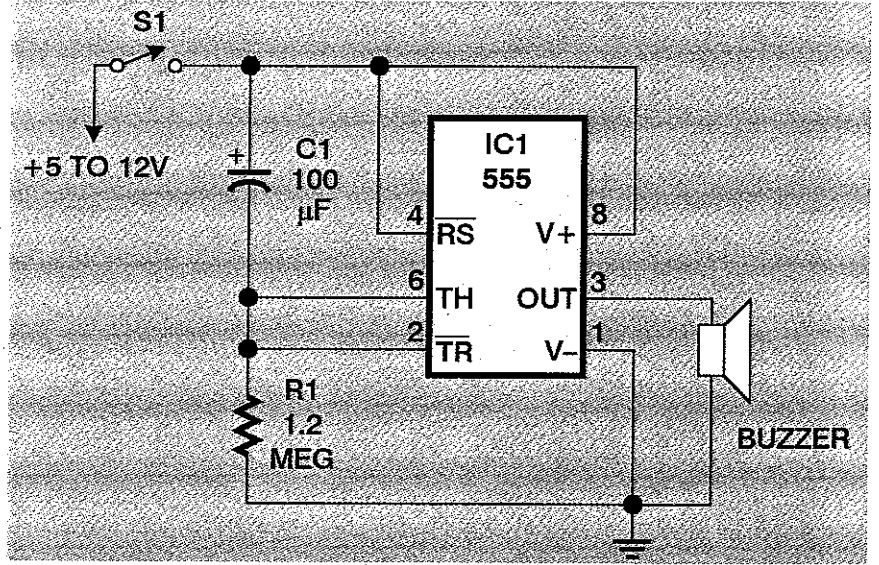 S1
+5 TO 12V
+
C1
100
µF
IC1
555
4
RS
V+
8
6
TH
OUT
3
2
TR
V–
1
R1
1.2
MEG
BUZZER